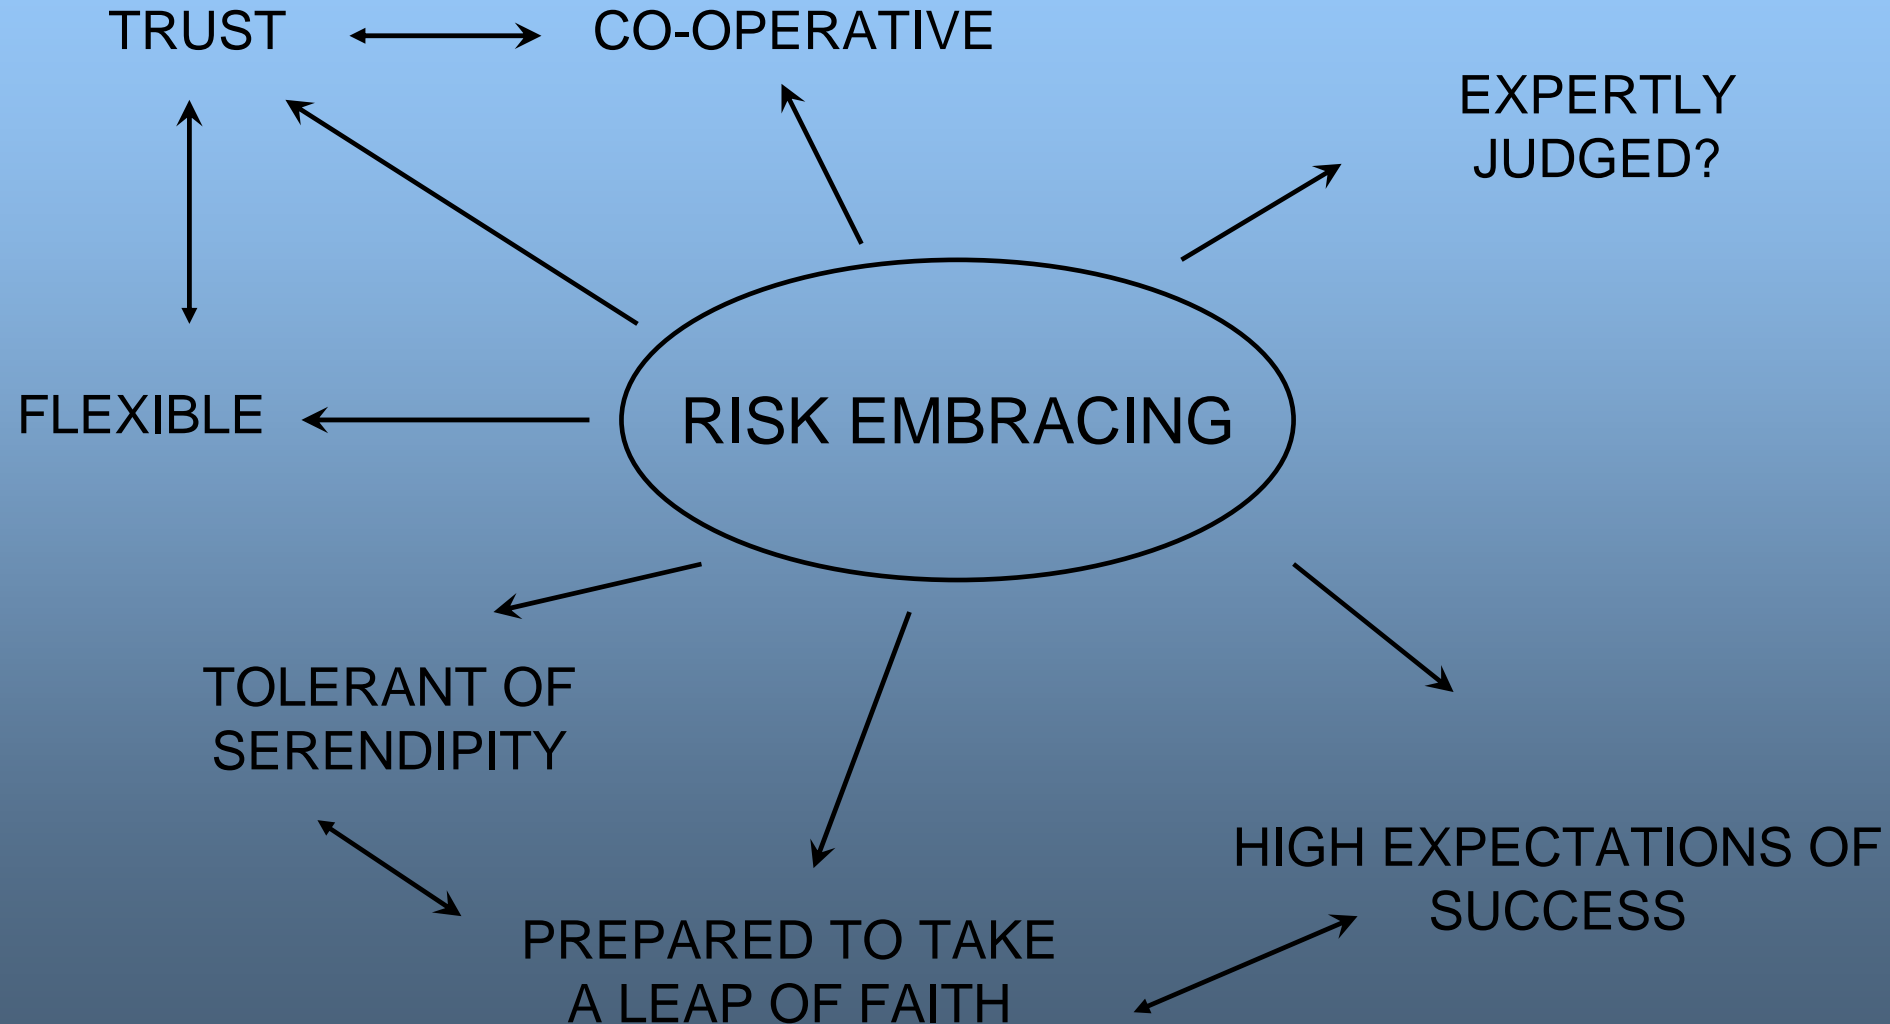 TRUST
CO-OPERATIVE
EXPERTLY
JUDGED?
FLEXIBLE
RISK EMBRACING
TOLERANT OF
SERENDIPITY
HIGH EXPECTATIONS OF
SUCCESS
PREPARED TO TAKE
A LEAP OF FAITH